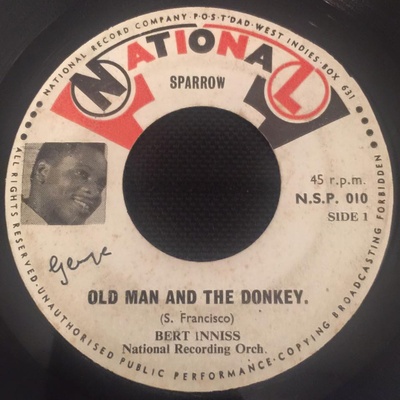 NATIONAL RECORD COMPANY·P·O·S·T'DAD·WEST INDIES·BOX 631
NATIONAL
SPARROW
45 r.p.m.
N.S.P. 010
SIDE 1
George
OLD MAN AND THE DONKEY.
(S. Francisco)
BERT INNISS
National Recording Orch.
ALL RIGHTS RESERVED·UNAUTHORISED PUBLIC PERFORMANCE·COPYING BROADCASTING FORBIDDEN